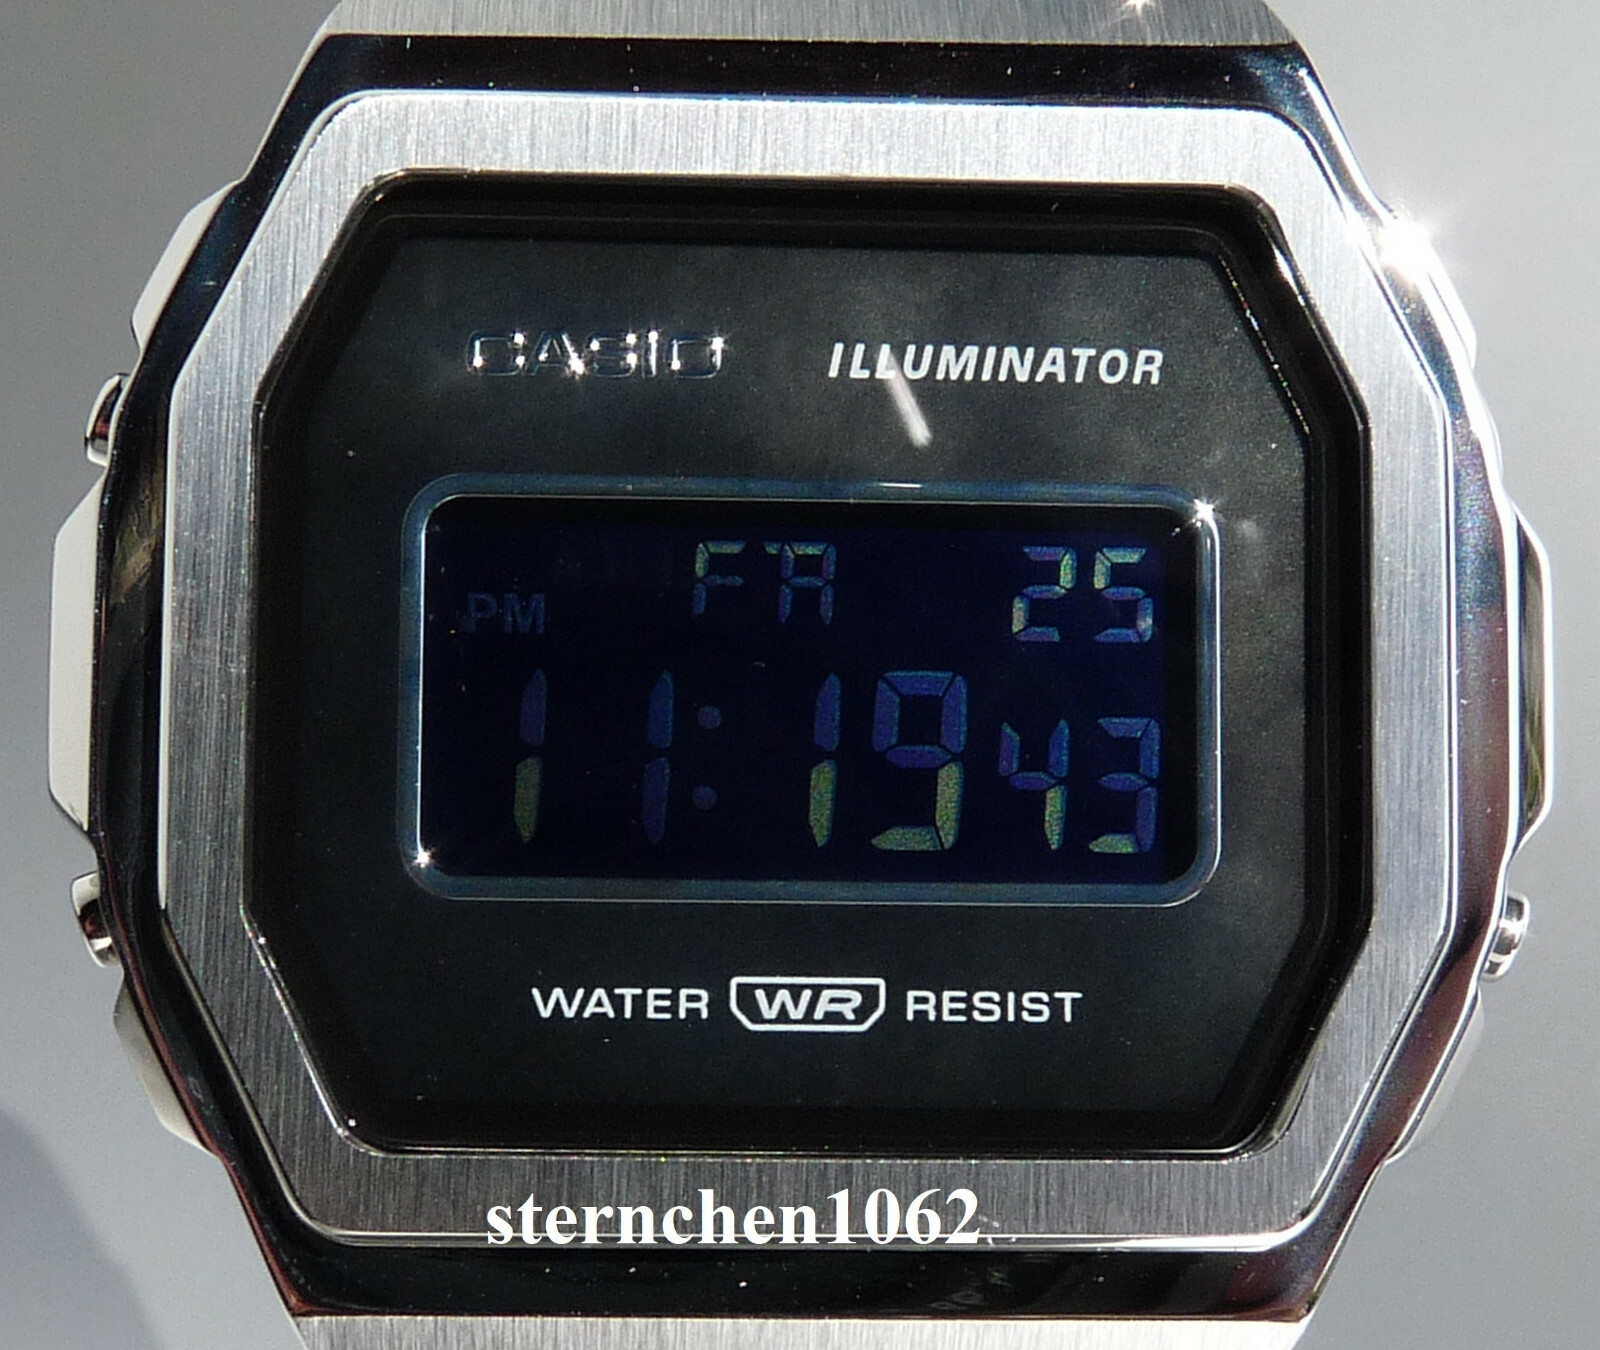 CASIO ILLUMINATOR
FR 25
PM
11:19 43
WATER WR RESIST
sternchen1062